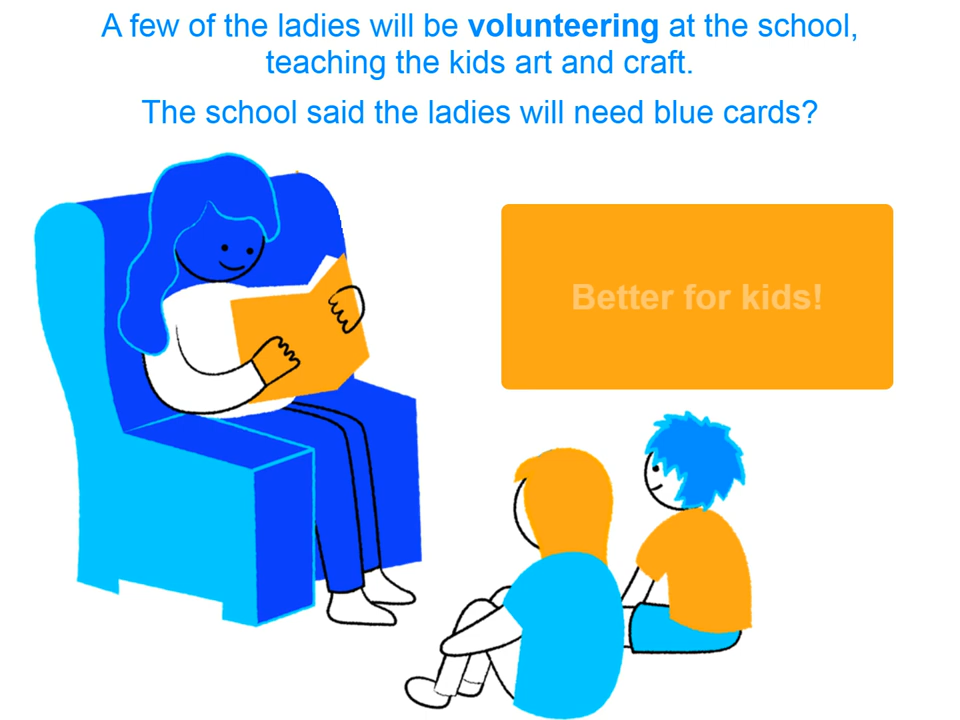 A few of the ladies will be volunteering at the school,
teaching the kids art and craft.
The school said the ladies will need blue cards?
Better for kids!